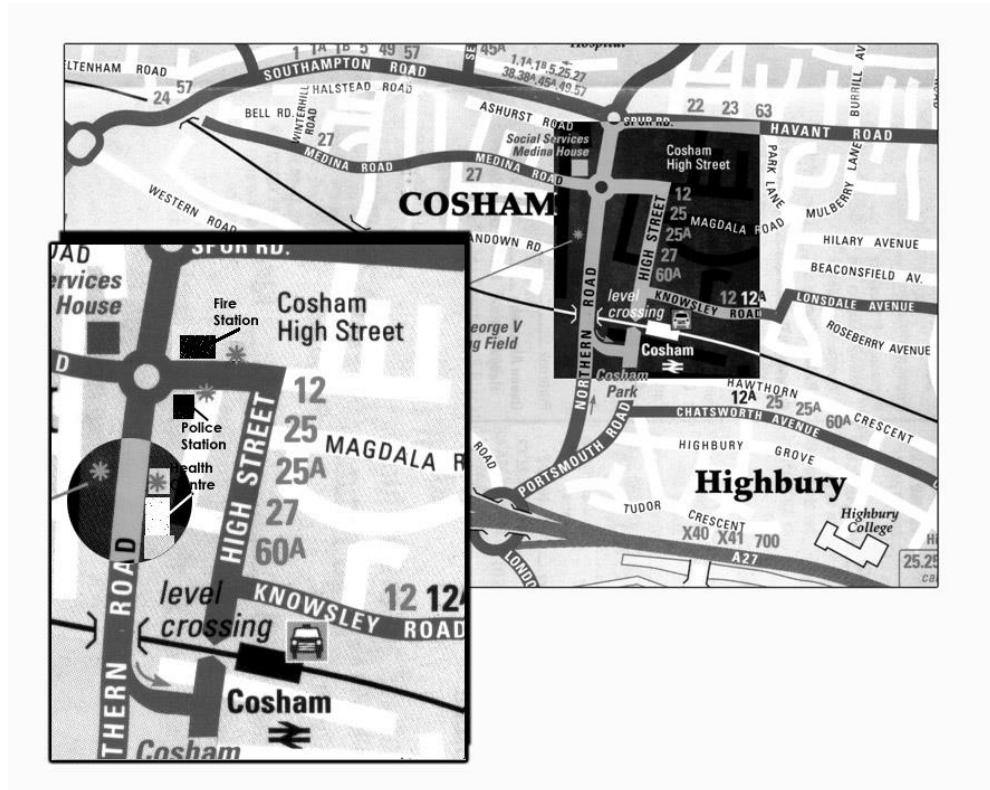 Hospital
1 1A 1B 5 49 57
45A
1.1A.1B.5.25.27
38.38A.45A.49.57
57
24
SOUTHAMPTON ROAD
HALSTEAD ROAD
BELL RD.
WINTERHILL
ROAD
27
MEDINA ROAD
MEDINA ROAD
27
ASHURST ROAD
Social Services
Medina House
SPUR RD.
22 23 63
HAVANT ROAD
BURRILL AV
Cosham
High Street
PARK LANE
MULBERRY LANE
WESTERN ROAD
COSHAM
12
25
25A
27
60A
HIGH STREET
MAGDALA ROAD
HILARY AVENUE
BEACONSFIELD AV.
ANDOWN RD
NORTHERN ROAD
level
crossing
KNOWSLEY
ROAD
12 12A
LONSDALE AVENUE
ROSEBERRY AVENUE
eorge V
g Field
Cosham
Cosham
Park
HAWTHORN
CRESCENT
12A 25 25A 60A
CHATSWORTH AVENUE
HIGHBURY GROVE
PORTSMOUTH ROAD
ROAD
Highbury
TUDOR
CRESCENT
Highbury
College
X40 X41 700
A27
25.25
LONDO
OAD
SPUR RD.
ervices
House
D
Fire
Station
Cosham
High Street
Police
Station
Health
Centre
HIGH STREET
12
25
25A
27
60A
MAGDALA R
THERN ROAD
level
crossing
KNOWSLEY
ROAD
12 12A
Cosham
Cosham